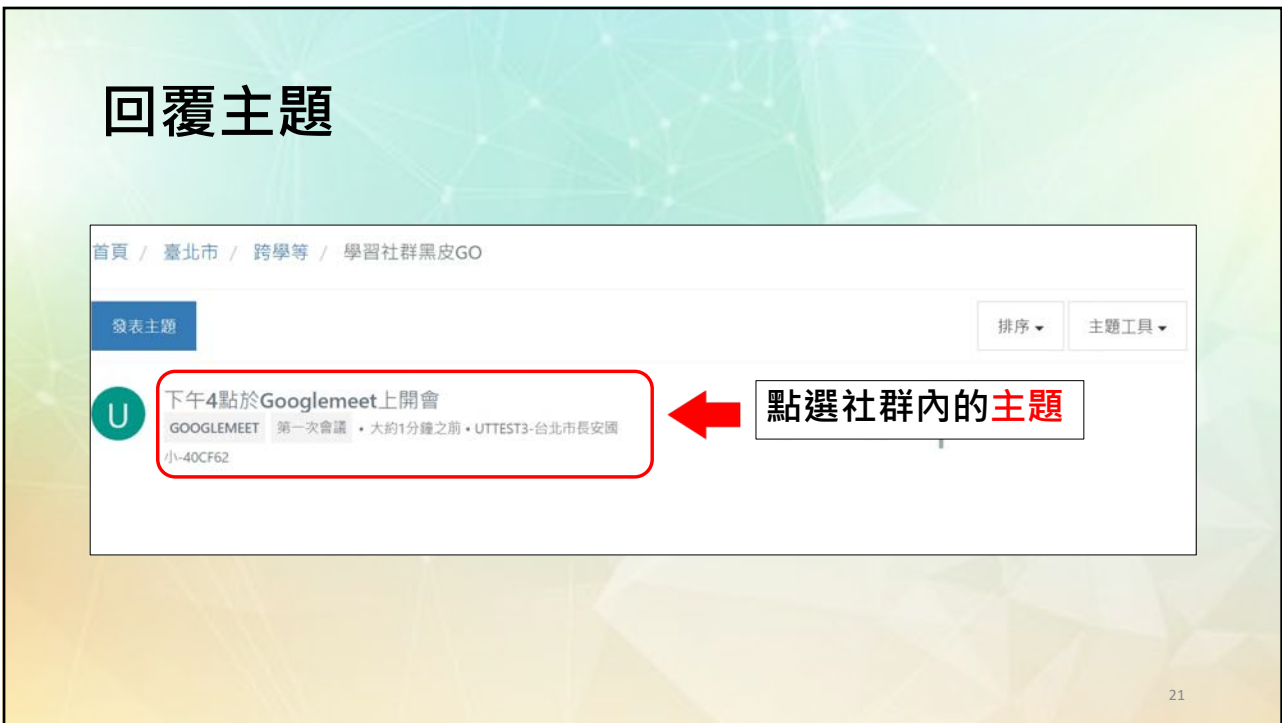 回覆主題
首頁 / 臺北市 / 跨學等 / 學習社群黑皮GO
發表主題
排序 主題工具
U
下午4點於Googlemeet上開會
GOOGLEMEET 第一次會議 • 大約1分鐘之前 • UTTEST3-台北市長安國
小-40CF62
點選社群內的主題
21